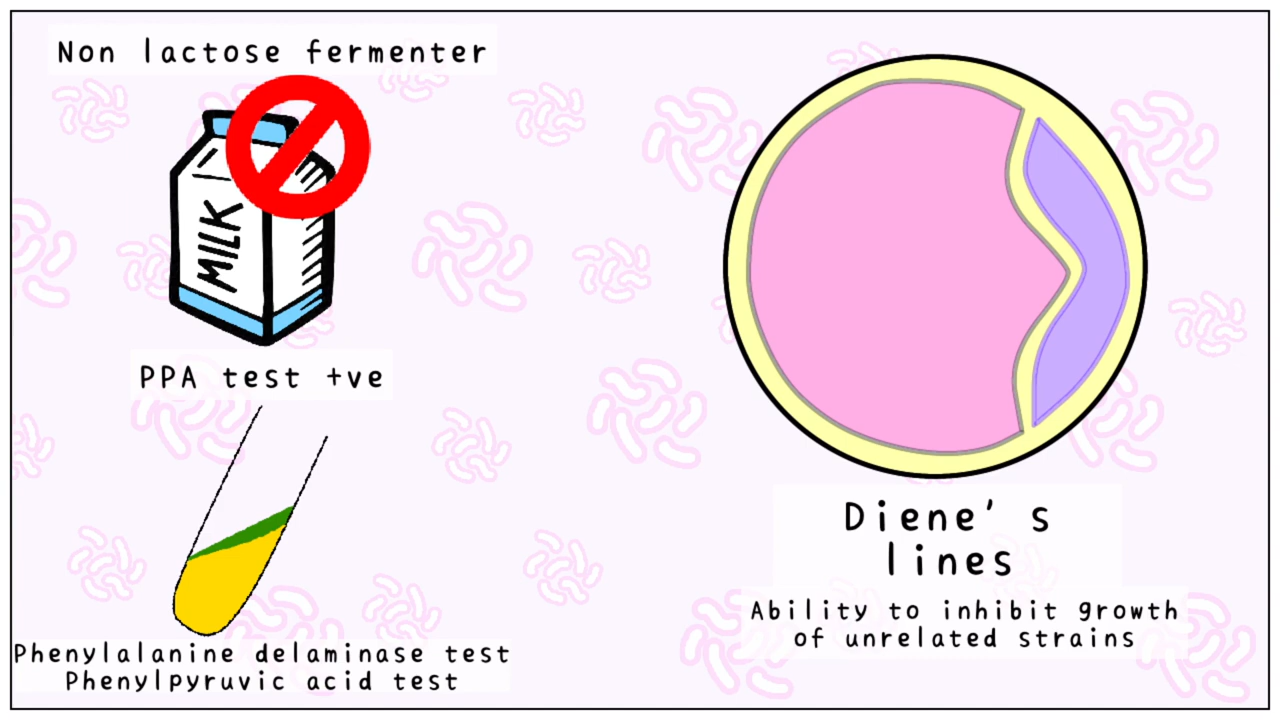 Non lactose fermenter
MILK
PPA test +ve
Phenylalanine delaminase test
Phenylpyruvic acid test
Diene's
lines
Ability to inhibit growth
of unrelated strains